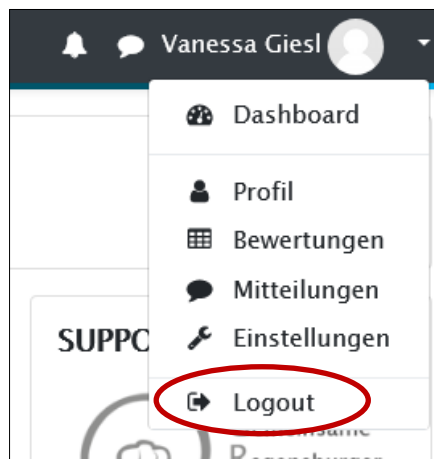 Vanessa Giesl
Dashboard
Profil
Bewertungen
Mitteilungen
SUPPO
Einstellungen
Logout